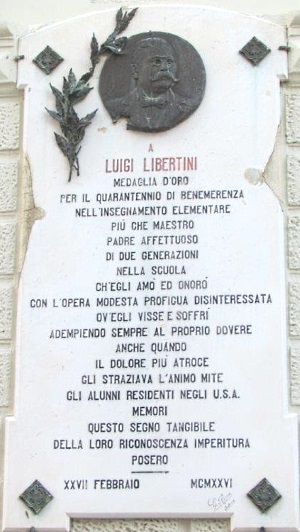 A
LUIGI LIBERTINI
MEDAGLIA D'ORO
PER IL QUARANTENNIO DI BENEMERENZA
NELL'INSEGNAMENTO ELEMENTARE
PIÙ CHE MAESTRO
PADRE AFFETTUOSO
DI DUE GENERAZIONI
NELLA SCUOLA
CH'EGLI AMÒ ED ONORÒ
CON L'OPERA MODESTA PROFIGUA DISINTERESSATA
OV'EGLI VISSE E SOFFRÌ
ADEMPIENDO SEMPRE AL PROPRIO DOVERE
ANCHE QUANDO
IL DOLORE PIÙ ATROCE
GLI STRAZIAVA L'ANIMO MITE
GLI ALUNNI RESIDENTI NEGLI U.S.A.
MEMORI
QUESTO SEGNO TANGIBILE
DELLA LORO RICONOSCENZA IMPERITURA
POSERO
XXVII FEBBRAIO MCMXXVI